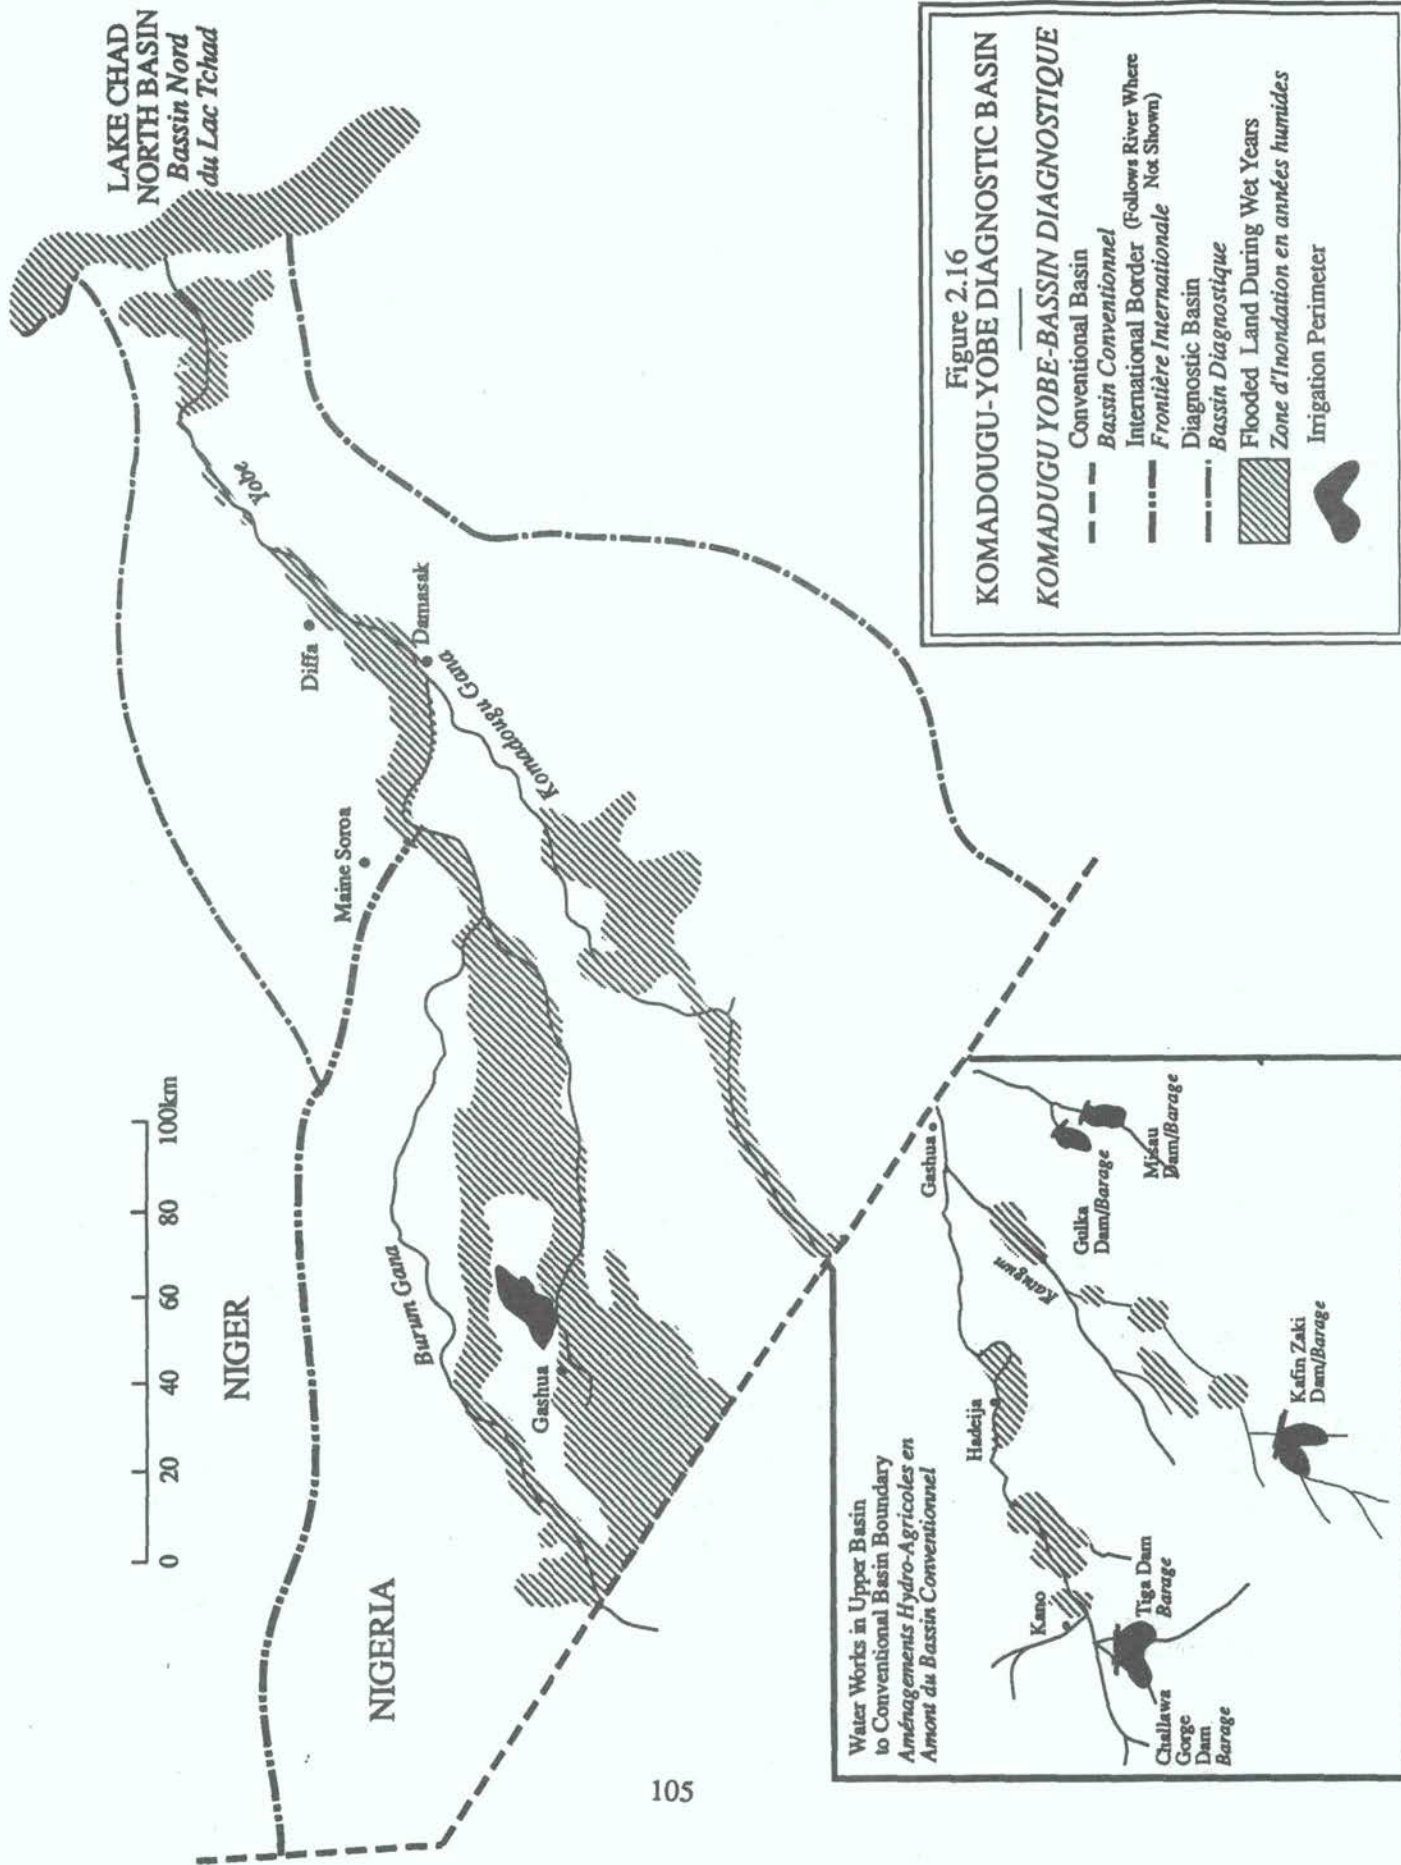 LAKE CHAD
NORTH BASIN
Bassin Nord
du Lac Tchad
Yobe
Diffa
Damasak
Komadougu Gana
Maine Soroa
0 20 40 60 80 100km
NIGER
NIGERIA
Burum Gana
Gashua
Water Works in Upper Basin
to Conventional Basin Boundary
Aménagements Hydro-Agricoles en
Amont du Bassin Conventionnel
Gashua
Hadeija
Katugum
Kano
Challawa
Gorge
Dam
Barage
Tiga Dam
Barage
Gulka
Dam/Barage
Misau
Dam/Barage
Kafin Zaki
Dam/Barage
Figure 2.16
KOMADOUGU-YOBE DIAGNOSTIC BASIN
KOMADUGU YOBE-BASSIN DIAGNOSTIQUE
Conventional Basin
Bassin Conventionnel
International Border (Follows River Where
Frontière Internationale Not Shown)
Diagnostic Basin
Bassin Diagnostique
Flooded Land During Wet Years
Zone d'Inondation en années humides
Irrigation Perimeter
105